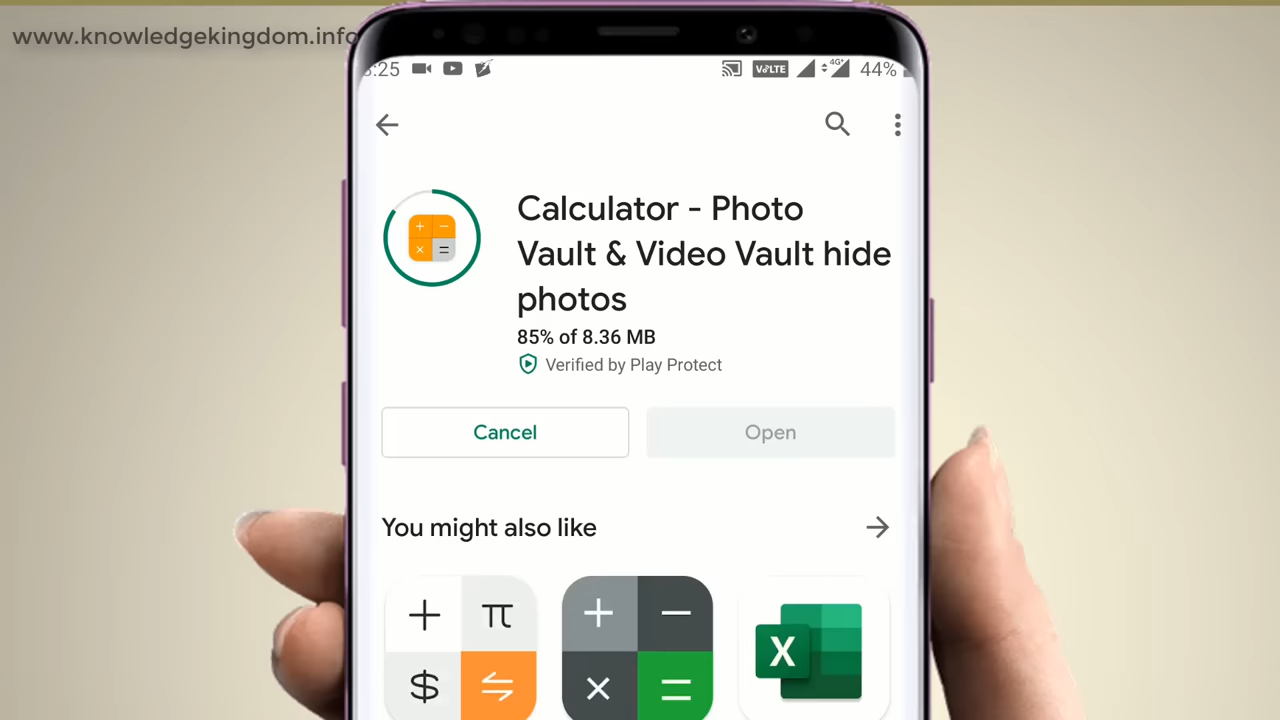 www.knowledgekingdom.info
:25
VoLTE
4G+
44%
Calculator - Photo
Vault & Video Vault hide
photos
85% of 8.36 MB
Verified by Play Protect
Cancel
Open
You might also like
+ −
× =
+ π
$
+ −
× =
X